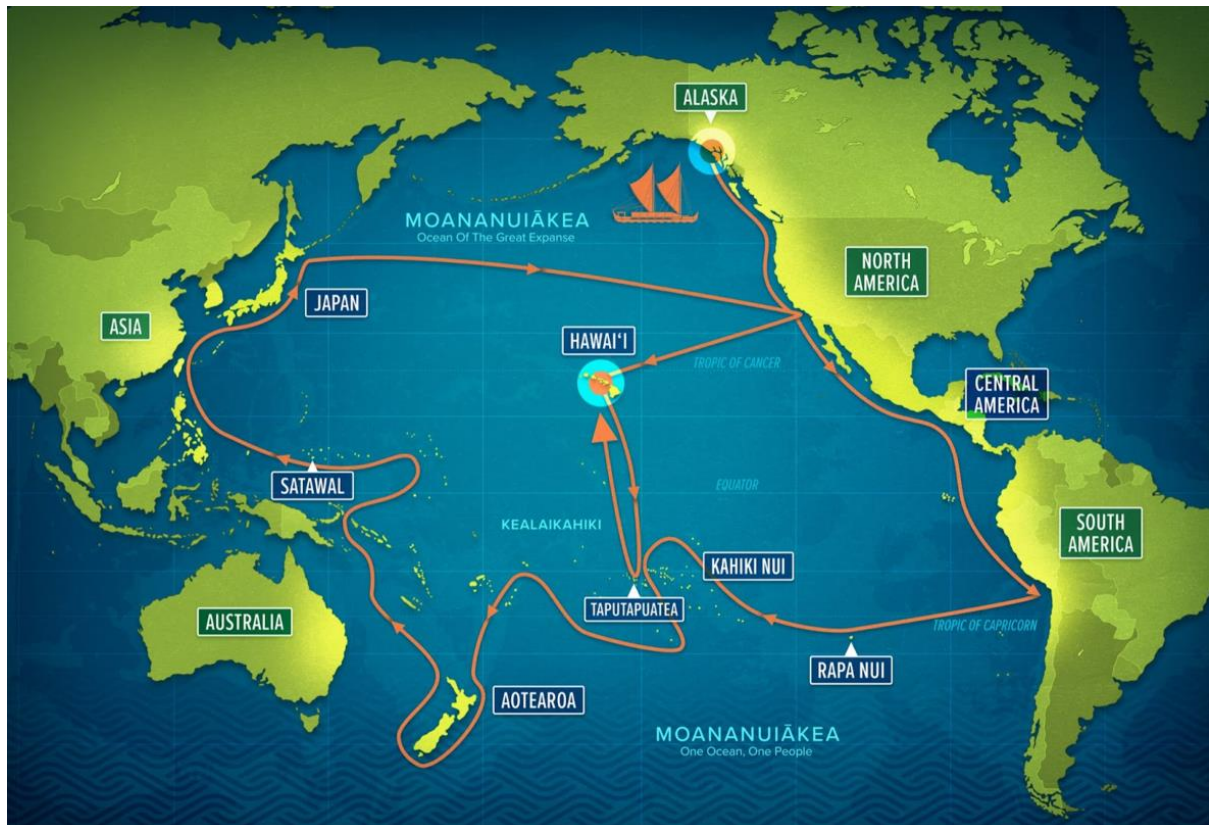 ALASKA
MOANANUIĀKEA
Ocean Of The Great Expanse
NORTH
AMERICA
JAPAN
ASIA
HAWAIʻI
TROPIC OF CANCER
CENTRAL
AMERICA
SATAWAL
EQUATOR
KEALAIKAHIKI
SOUTH
AMERICA
KAHIKI NUI
TAPUTAPUATEA
AUSTRALIA
TROPIC OF CAPRICORN
RAPA NUI
AOTEAROA
MOANANUIĀKEA
One Ocean, One People